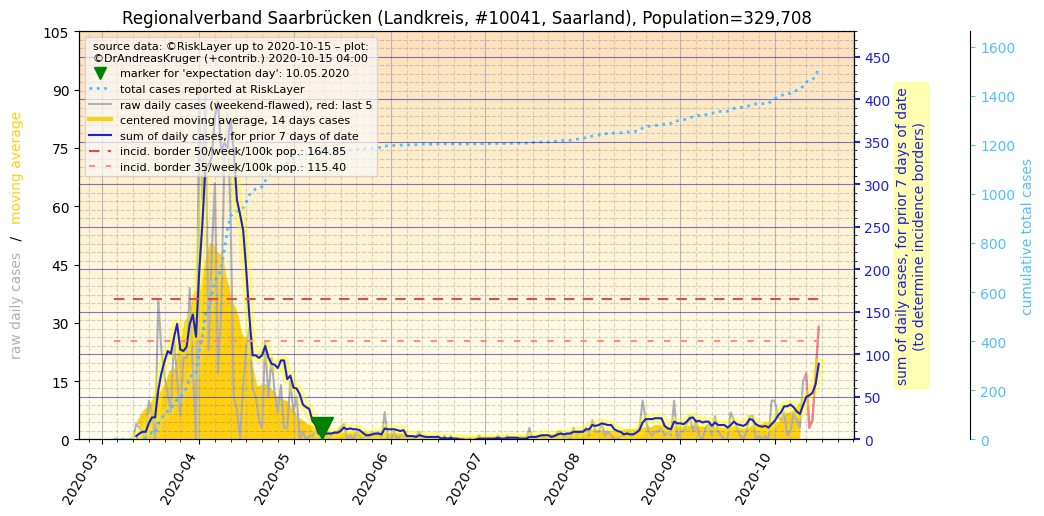 Regionalverband Saarbrücken (Landkreis, #10041, Saarland), Population=329,708
source data: ©RiskLayer up to 2020-10-15 – plot:
©DrAndreasKruger (+contrib.) 2020-10-15 04:00
marker for 'expectation day': 10.05.2020
total cases reported at RiskLayer
raw daily cases (weekend-flawed), red: last 5
centered moving average, 14 days cases
sum of daily cases, for prior 7 days of date
incid. border 50/week/100k pop.: 164.85
incid. border 35/week/100k pop.: 115.40
raw daily cases / moving average
105
90
75
60
45
30
15
0
2020-03
2020-04
2020-05
2020-06
2020-07
2020-08
2020-09
2020-10
450
400
350
300
250
200
150
100
50
0
sum of daily cases, for prior 7 days of date
(to determine incidence borders)
1600
1400
1200
1000
800
600
400
200
0
cumulative total cases